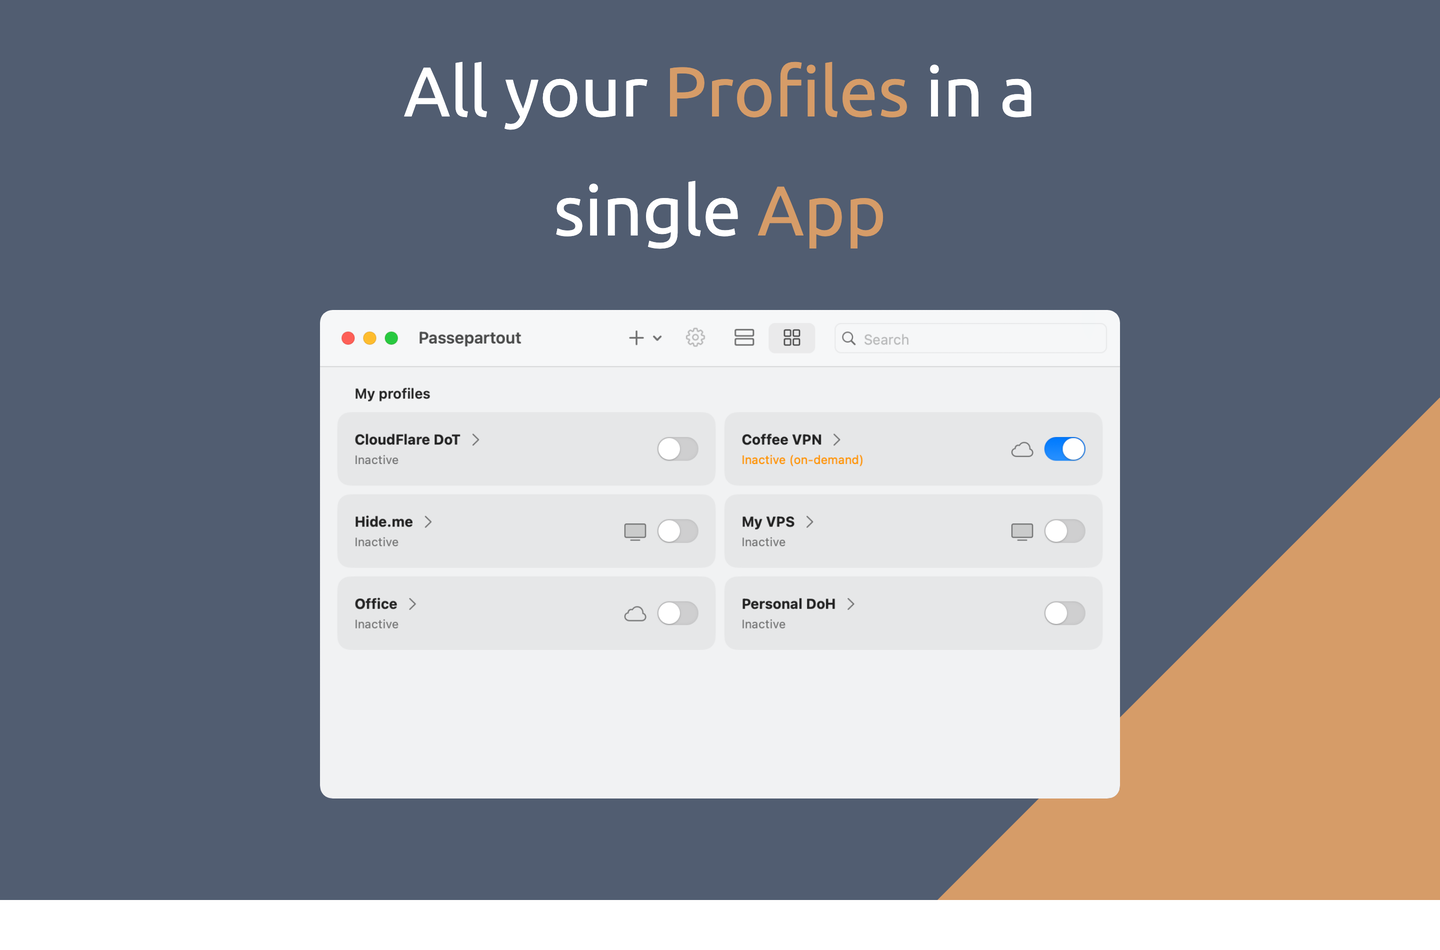 All your Profiles in a
single App
Passepartout
Search
My profiles
CloudFlare DoT
Inactive
Coffee VPN
Inactive (on-demand)
Hide.me
Inactive
My VPS
Inactive
Office
Inactive
Personal DoH
Inactive